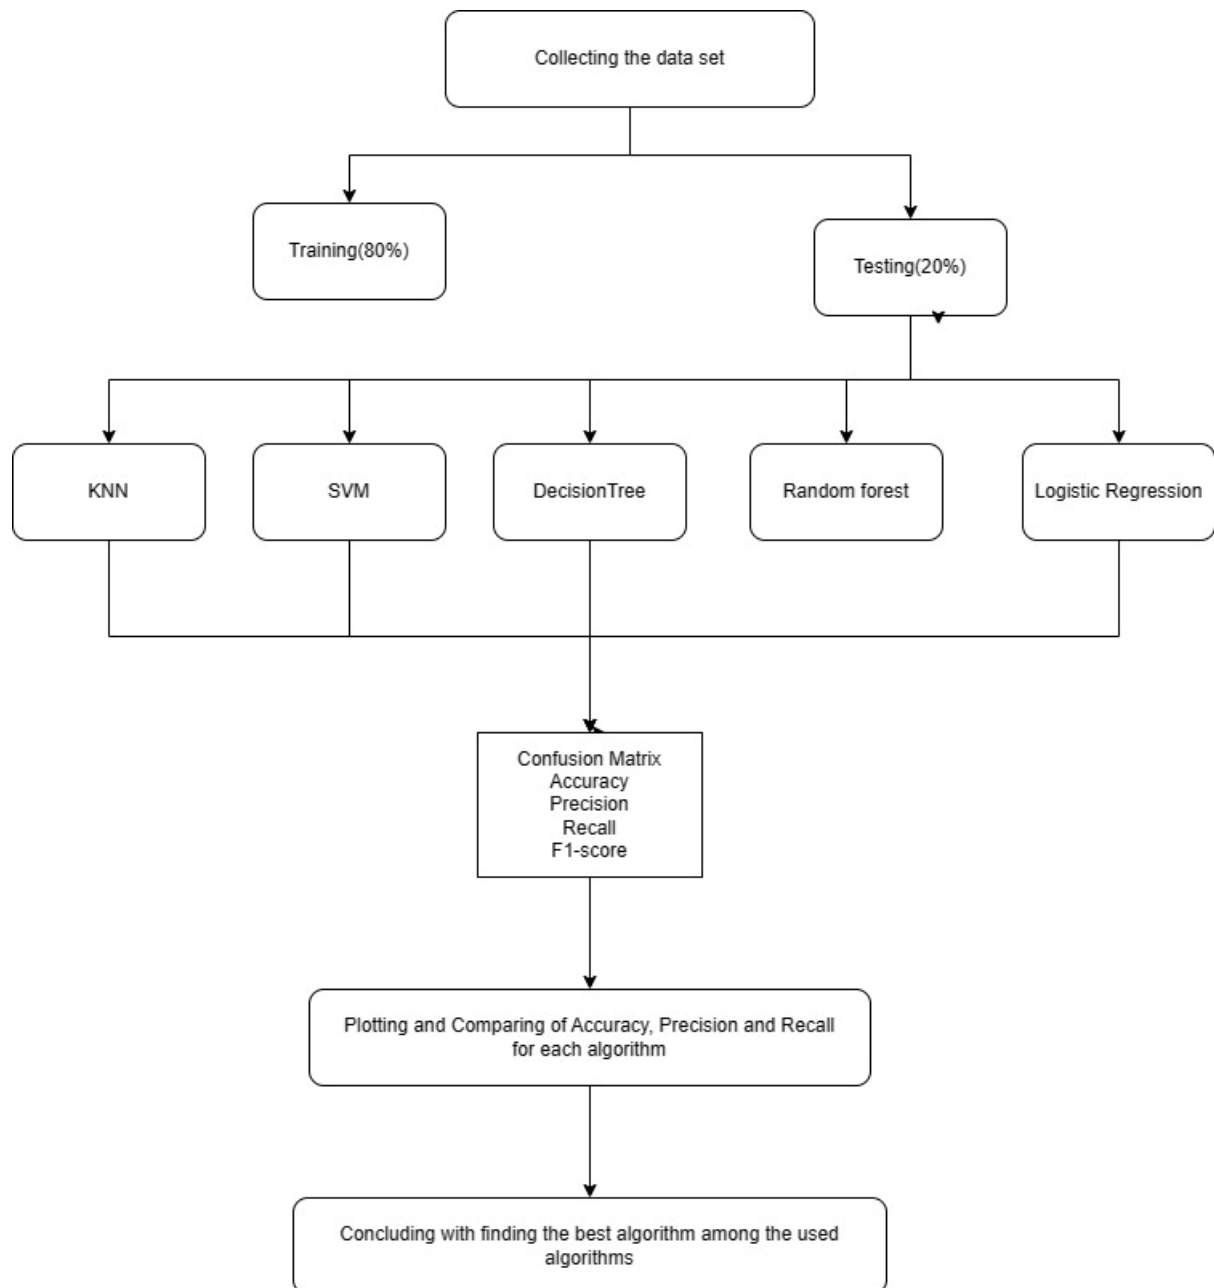 Collecting the data set
Training(80%)
Testing(20%)
KNN
SVM
DecisionTree
Random forest
Logistic Regression
Confusion Matrix
Accuracy
Precision
Recall
F1-score
Plotting and Comparing of Accuracy, Precision and Recall
for each algorithm
Concluding with finding the best algorithm among the used
algorithms